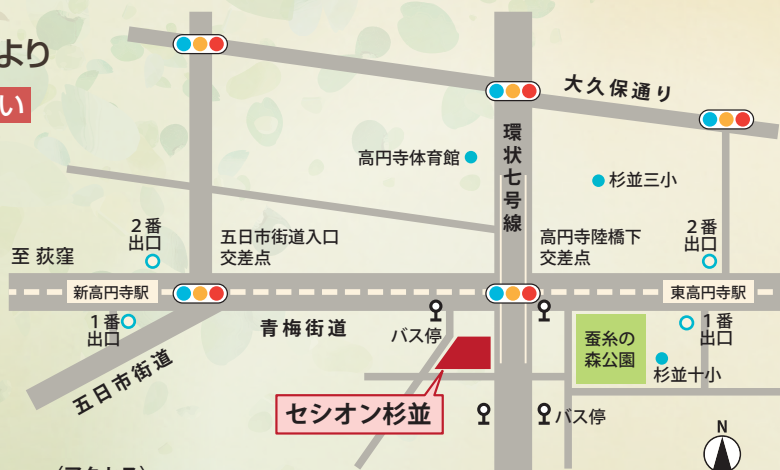 より
い
大久保通り
環状七号線
高円寺体育館
杉並三小
2番
出口
五日市街道入口
交差点
高円寺陸橋下
交差点
2番
出口
至 荻窪
新高円寺駅
東高円寺駅
1番
出口
青梅街道
バス停
蚕糸の
森公園
1番
出口
五日市街道
杉並十小
セシオン杉並
バス停
N